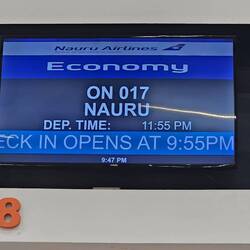 Nauru Airlines
Economy
ON 017
NAURU
DEP. TIME: 11:55 PM
ECK IN OPENS AT 9:55PM
9:47 PM
8